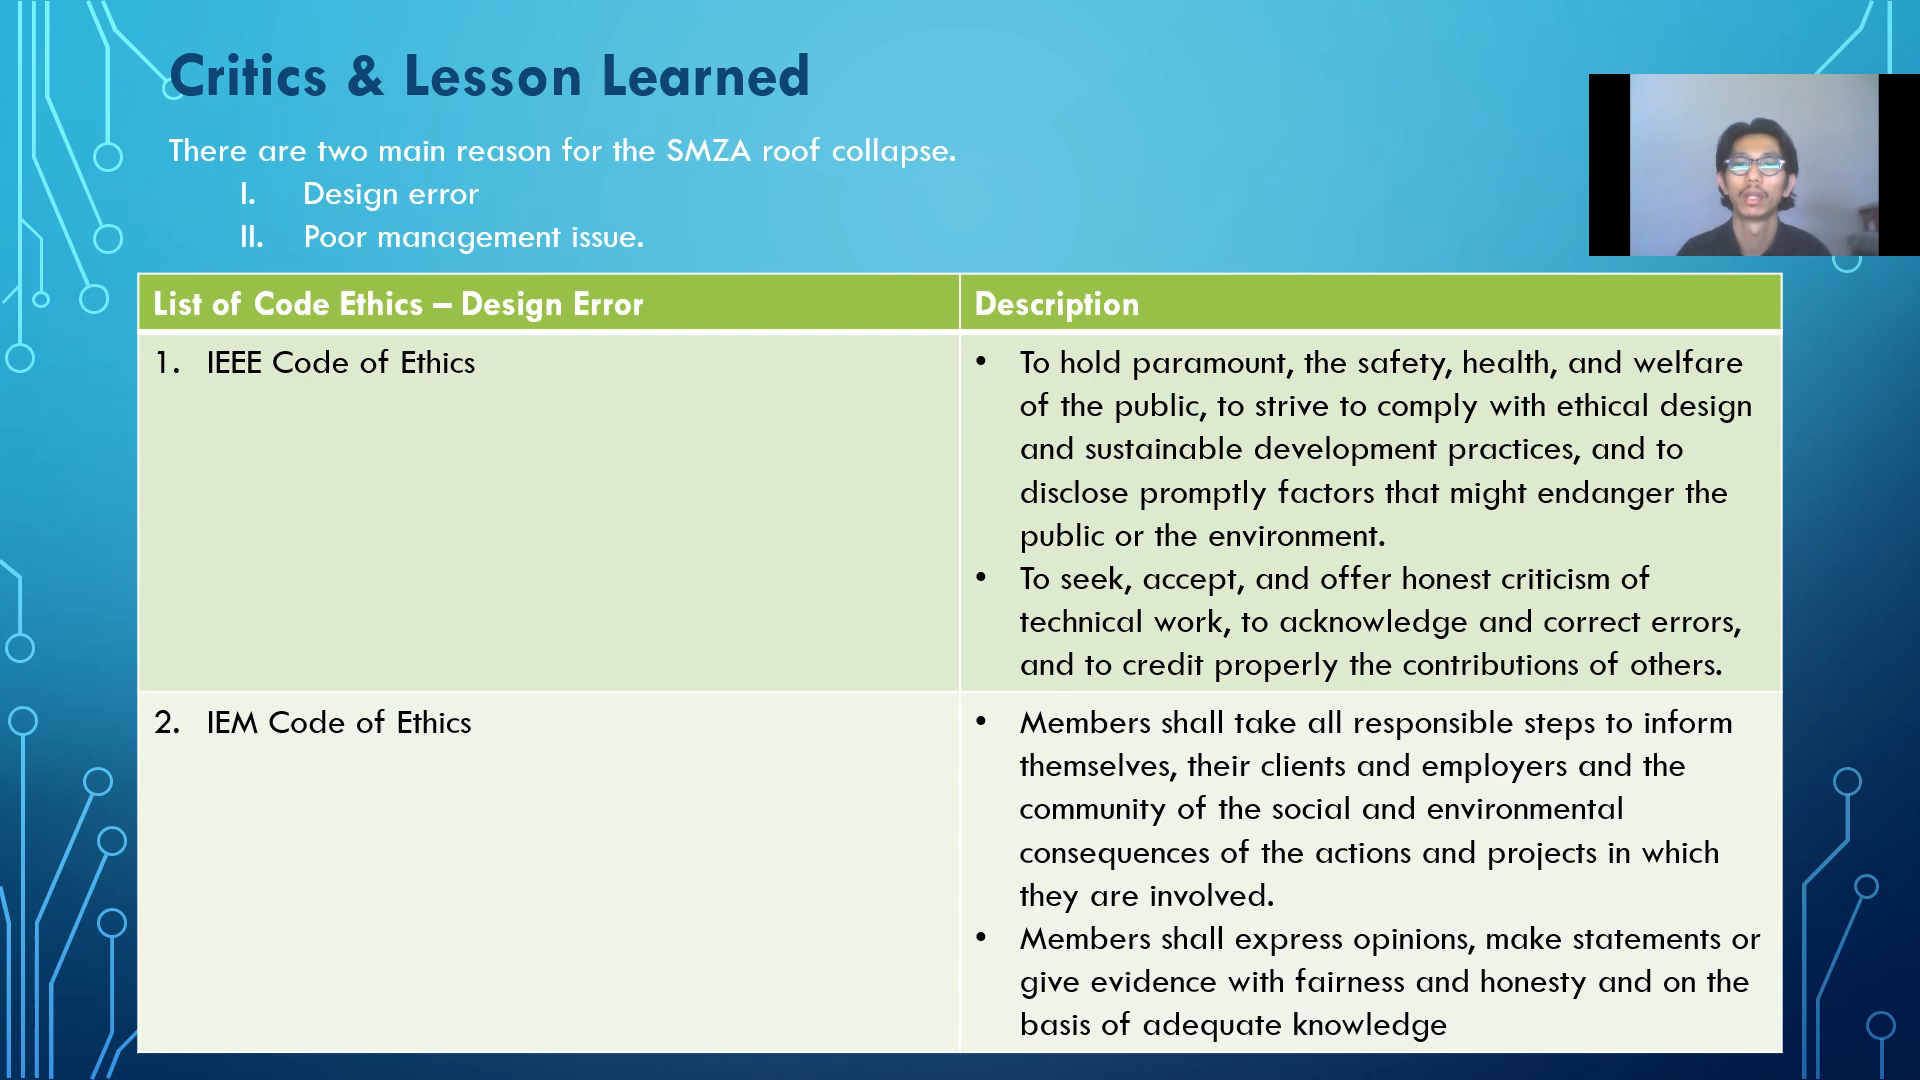 Critics & Lesson Learned
There are two main reason for the SMZA roof collapse.
I. Design error
II. Poor management issue.
List of Code Ethics – Design Error
Description
1. IEEE Code of Ethics
• To hold paramount, the safety, health, and welfare
of the public, to strive to comply with ethical design
and sustainable development practices, and to
disclose promptly factors that might endanger the
public or the environment.
• To seek, accept, and offer honest criticism of
technical work, to acknowledge and correct errors,
and to credit properly the contributions of others.
2. IEM Code of Ethics
• Members shall take all responsible steps to inform
themselves, their clients and employers and the
community of the social and environmental
consequences of the actions and projects in which
they are involved.
• Members shall express opinions, make statements or
give evidence with fairness and honesty and on the
basis of adequate knowledge